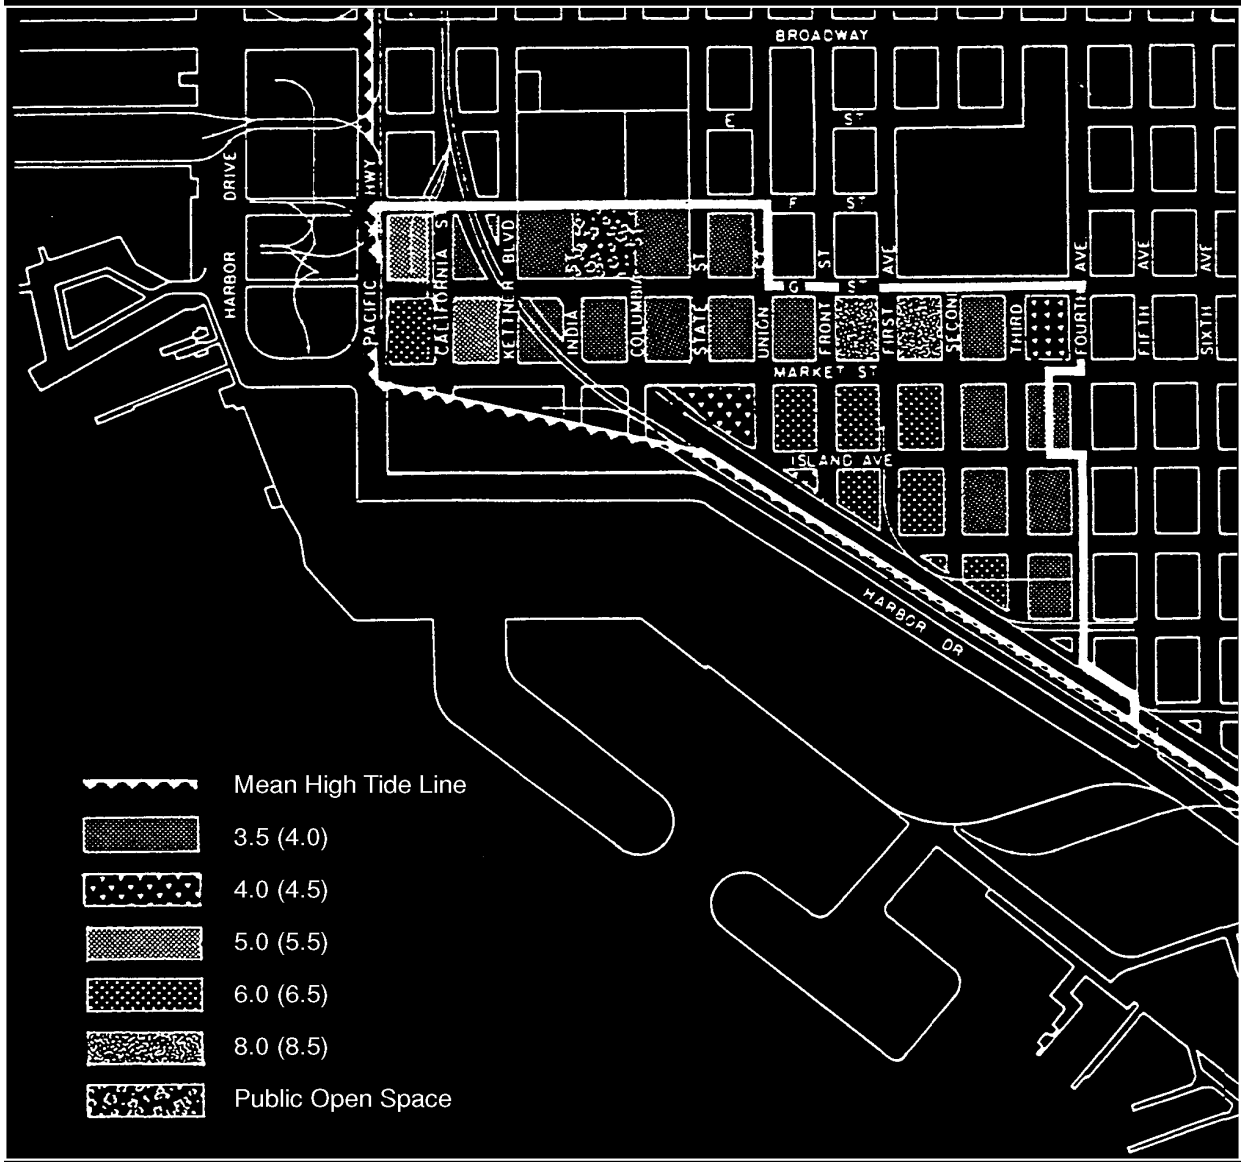 BROADWAY
E ST
DRIVE
HWY
F ST
HARBOR
PACIFIC
CALIFORNIA S
KETTNER BLVD
INDIA
COLUMBIA
STATE ST
UNION CT
G ST
FRONT ST
FIRST AVE
SECOND
THIRD
FOURTH AVE
FIFTH AVE
SIXTH AVE
MARKET ST
ISLAND AVE
HARBOR DR
Mean High Tide Line
3.5 (4.0)
4.0 (4.5)
5.0 (5.5)
6.0 (6.5)
8.0 (8.5)
Public Open Space